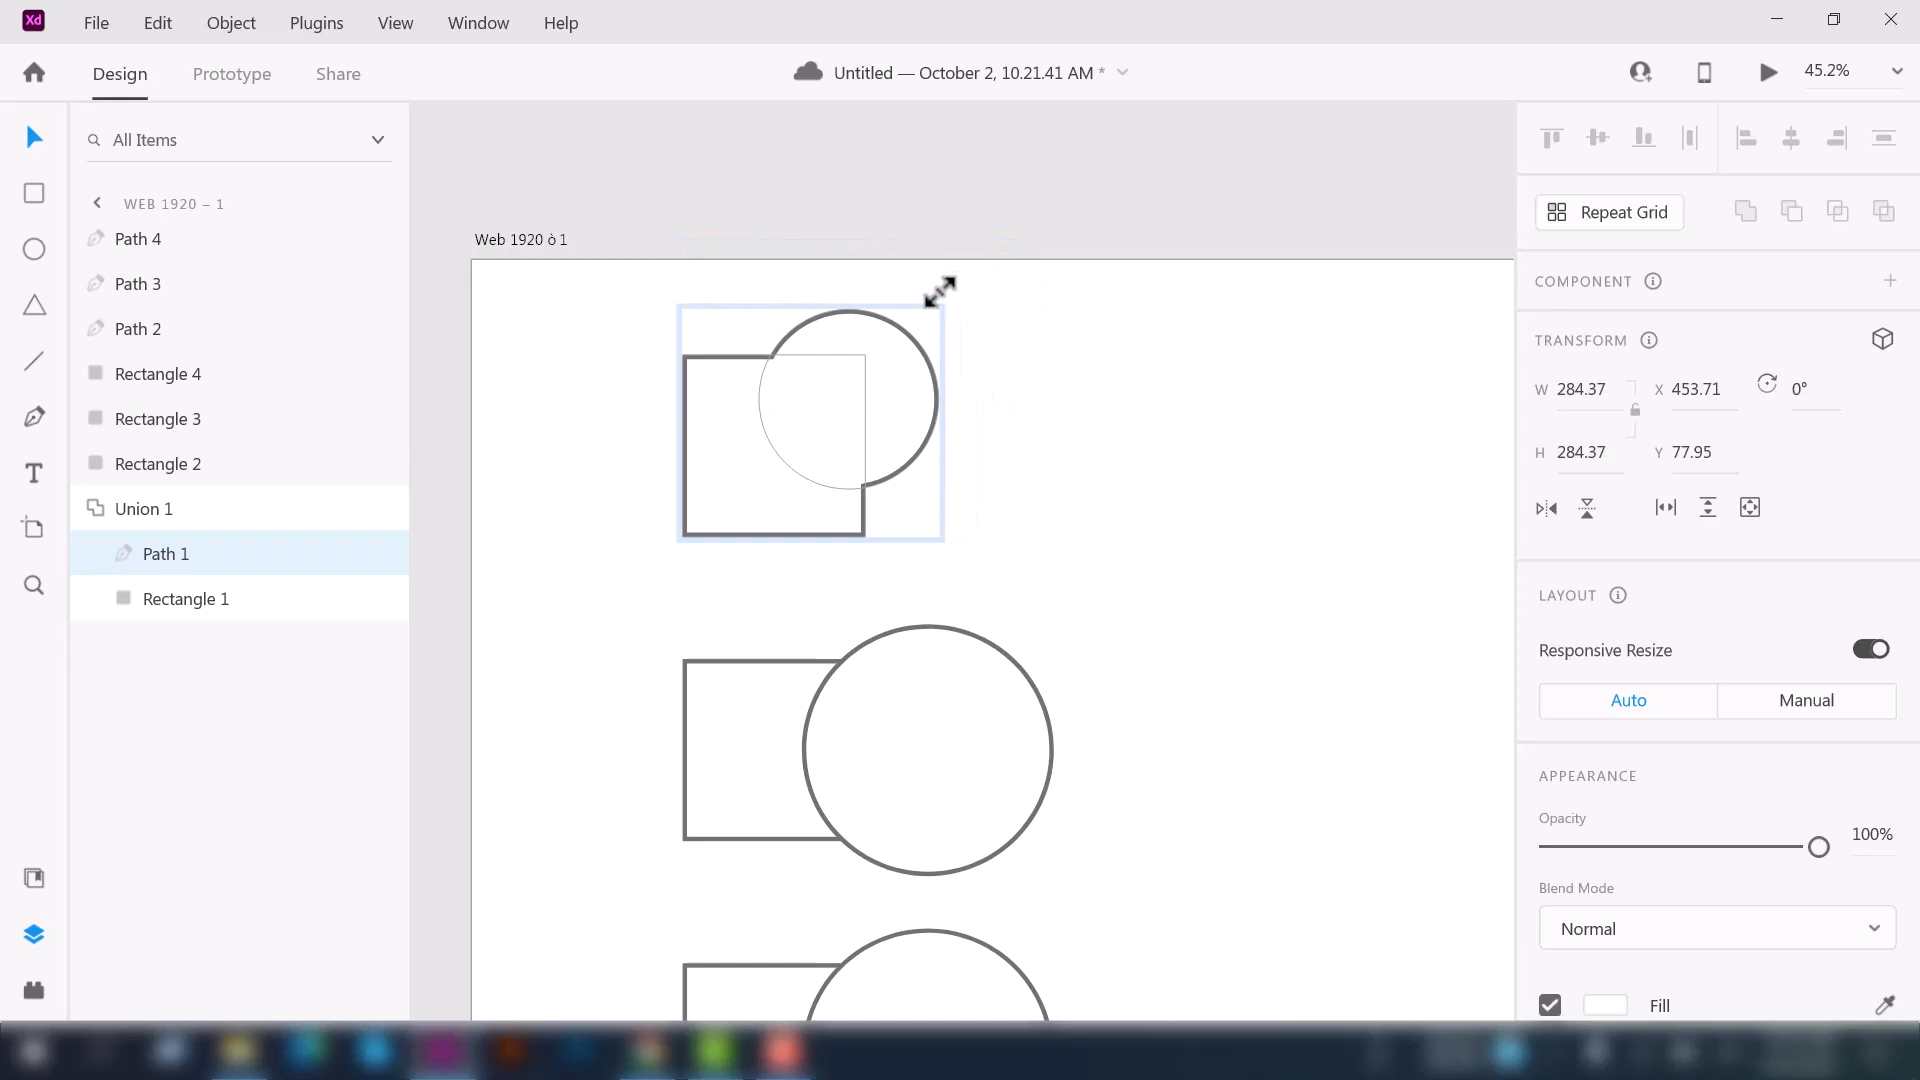 Xd File Edit Object Plugins View Window Help
Design Prototype Share Untitled — October 2, 10.21.41 AM * 45.2%
All Items
WEB 1920 – 1
Path 4
Path 3
Path 2
Rectangle 4
Rectangle 3
Rectangle 2
Union 1
Path 1
Rectangle 1
Web 1920 ò 1
Repeat Grid
COMPONENT
TRANSFORM
W 284.37 X 453.71 0°
H 284.37 Y 77.95
LAYOUT
Responsive Resize
Auto Manual
APPEARANCE
Opacity
100%
Blend Mode
Normal
Fill